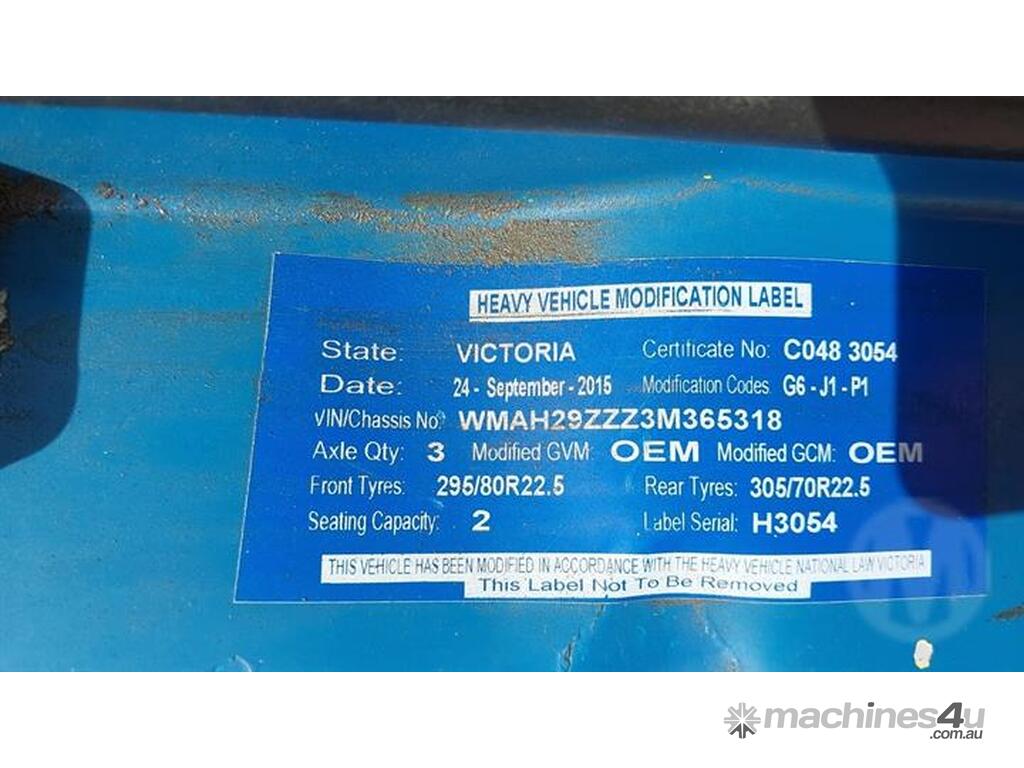 HEAVY VEHICLE MODIFICATION LABEL
State: VICTORIA Certificate No: C048 3054
Date: 24 - September - 2015 Modification Codes G6 - J1 - P1
VIN/Chassis No: WMAH29ZZZ3M365318
Axle Qty: 3 Modified GVM: OEM Modified GCM: OEM
Front Tyres: 295/80R22.5 Rear Tyres: 305/70R22.5
Seating Capacity: 2 Label Serial: H3054
THIS VEHICLE HAS BEEN MODIFIED IN ACCORDANCE WITH THE HEAVY VEHICLE NATIONAL LAW VICTORIA
This Label Not To Be Removed
machines4u
.com.au